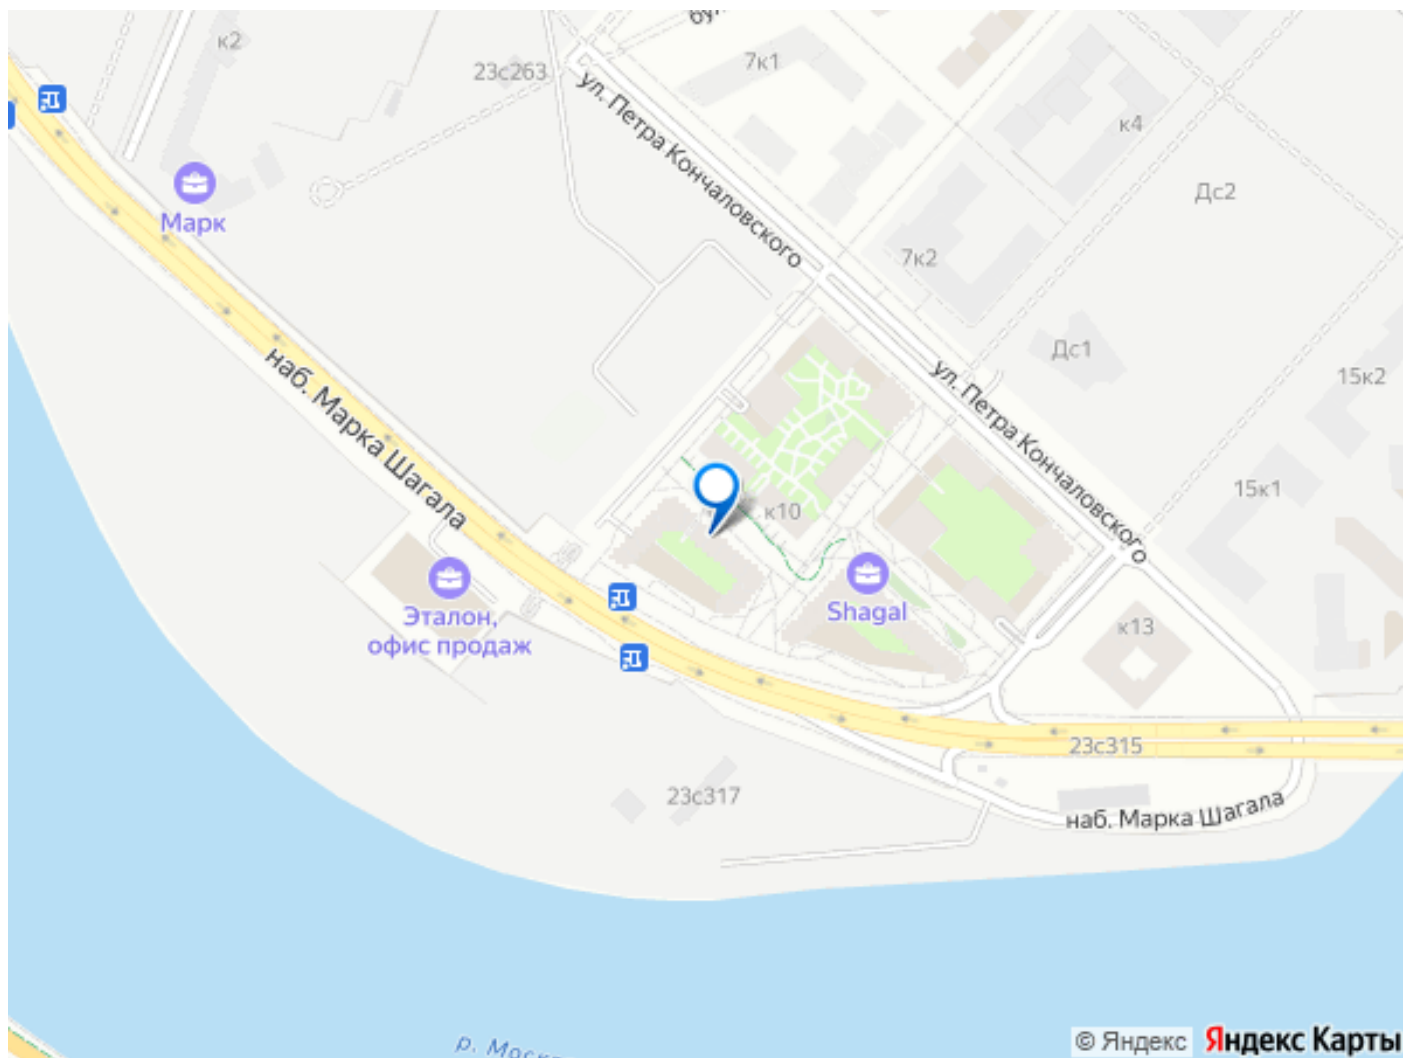 к2
23с263
7к1
ул. Петра Кончаловского
к4
Марк
Дс2
7к2
наб. Марка Шагала
Дс1
ул. Петра Кончаловского
15к2
15к1
к10
Эталон,
офис продаж
Shagal
к13
23с315
23с317
наб. Марка Шагала
© Яндекс Яндекс Карты